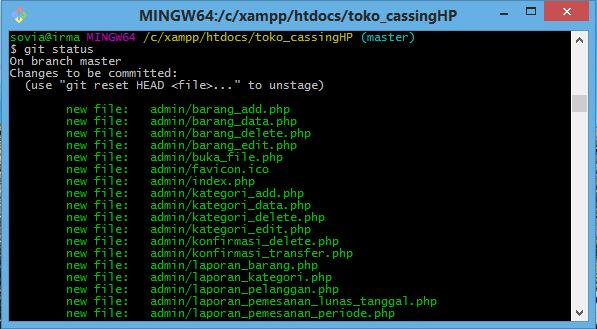 MINGW64:/c/xampp/htdocs/toko_cassingHP
sovia@irma MINGW64 /c/xampp/htdocs/toko_cassingHP (master)
$ git status
On branch master
Changes to be committed:
(use "git reset HEAD <file>..." to unstage)
new file: admin/barang_add.php
new file: admin/barang_data.php
new file: admin/barang_delete.php
new file: admin/barang_edit.php
new file: admin/buka_file.php
new file: admin/favicon.ico
new file: admin/index.php
new file: admin/kategori_add.php
new file: admin/kategori_data.php
new file: admin/kategori_delete.php
new file: admin/kategori_edit.php
new file: admin/konfirmasi_delete.php
new file: admin/konfirmasi_transfer.php
new file: admin/laporan_barang.php
new file: admin/laporan_kategori.php
new file: admin/laporan_pelanggan.php
new file: admin/laporan_pemesanan_lunas_tanggal.php
new file: admin/laporan_pemesanan_periode.php